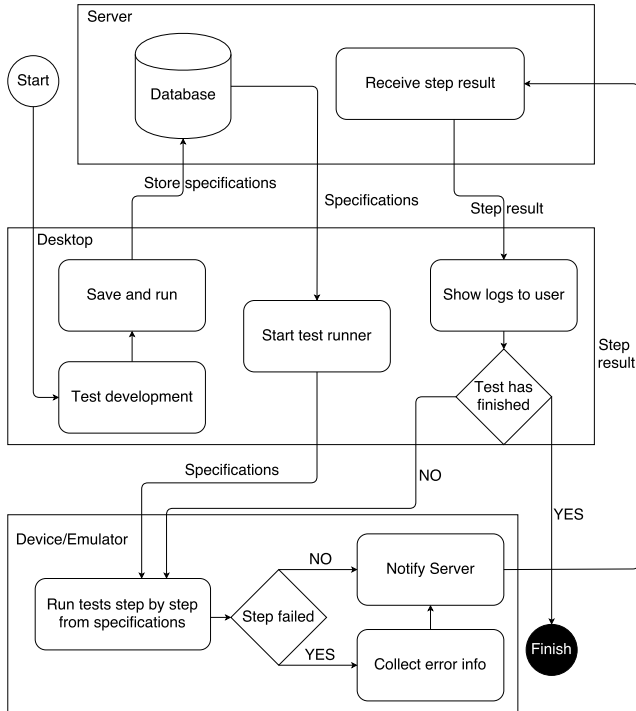 Server
Start
Database
Receive step result
Store specifications
Specifications
Step result
Desktop
Save and run
Show logs to user
Start test runner
Step
result
Test development
Test has
finished
Specifications
NO
YES
Device/Emulator
NO
Notify Server
Run tests step by step
from specifications
Step failed
YES
Collect error info
Finish